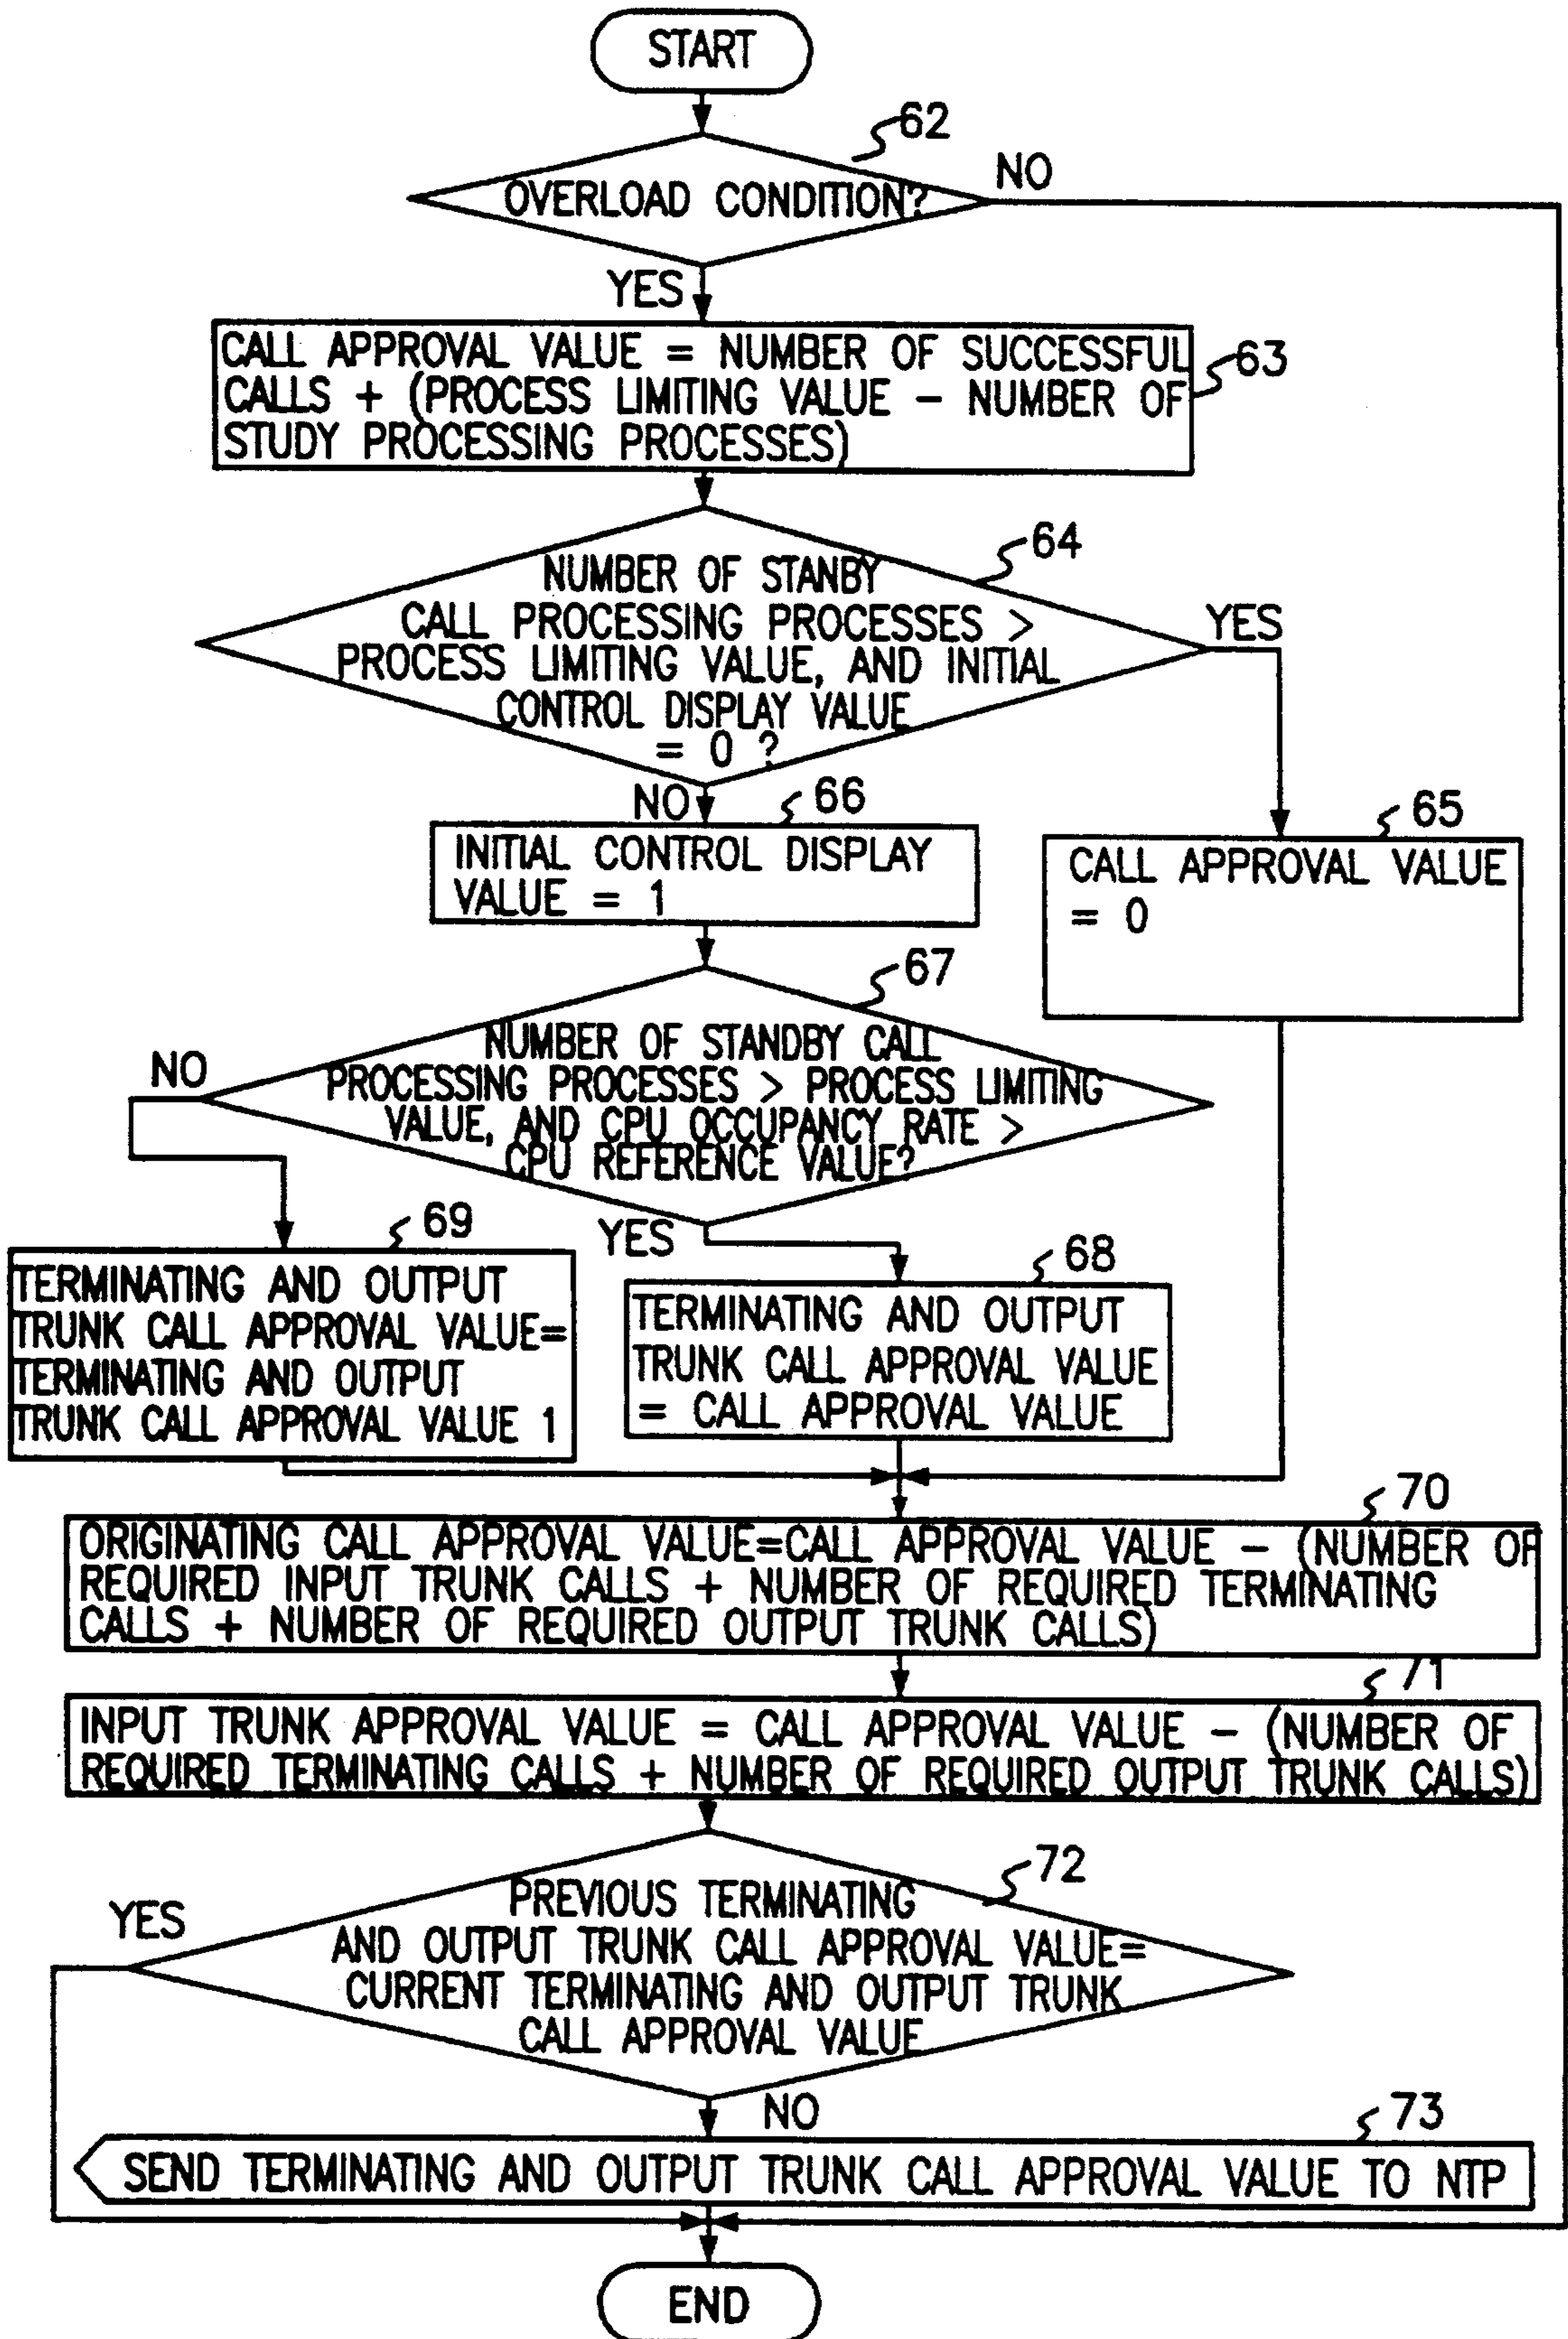 START
62
OVERLOAD CONDITION?
NO
YES
CALL APPROVAL VALUE = NUMBER OF SUCCESSFUL
CALLS + (PROCESS LIMITING VALUE - NUMBER OF
STUDY PROCESSING PROCESSES)
63
64
NUMBER OF STANBY
CALL PROCESSING PROCESSES >
PROCESS LIMITING VALUE, AND INITIAL
CONTROL DISPLAY VALUE
= 0 ?
YES
NO
66
INITIAL CONTROL DISPLAY
VALUE = 1
65
CALL APPROVAL VALUE
= 0
67
NUMBER OF STANDBY CALL
PROCESSING PROCESSES > PROCESS LIMITING
VALUE, AND CPU OCCUPANCY RATE >
CPU REFERENCE VALUE?
NO
YES
69
TERMINATING AND OUTPUT
TRUNK CALL APPROVAL VALUE=
TERMINATING AND OUTPUT
TRUNK CALL APPROVAL VALUE 1
68
TERMINATING AND OUTPUT
TRUNK CALL APPROVAL VALUE
= CALL APPROVAL VALUE
70
ORIGINATING CALL APPROVAL VALUE=CALL APPROVAL VALUE - (NUMBER OF
REQUIRED INPUT TRUNK CALLS + NUMBER OF REQUIRED TERMINATING
CALLS + NUMBER OF REQUIRED OUTPUT TRUNK CALLS)
71
INPUT TRUNK APPROVAL VALUE = CALL APPROVAL VALUE - (NUMBER OF
REQUIRED TERMINATING CALLS + NUMBER OF REQUIRED OUTPUT TRUNK CALLS)
72
PREVIOUS TERMINATING
AND OUTPUT TRUNK CALL APPROVAL VALUE=
CURRENT TERMINATING AND OUTPUT TRUNK
CALL APPROVAL VALUE
YES
NO
73
SEND TERMINATING AND OUTPUT TRUNK CALL APPROVAL VALUE TO NTP
END